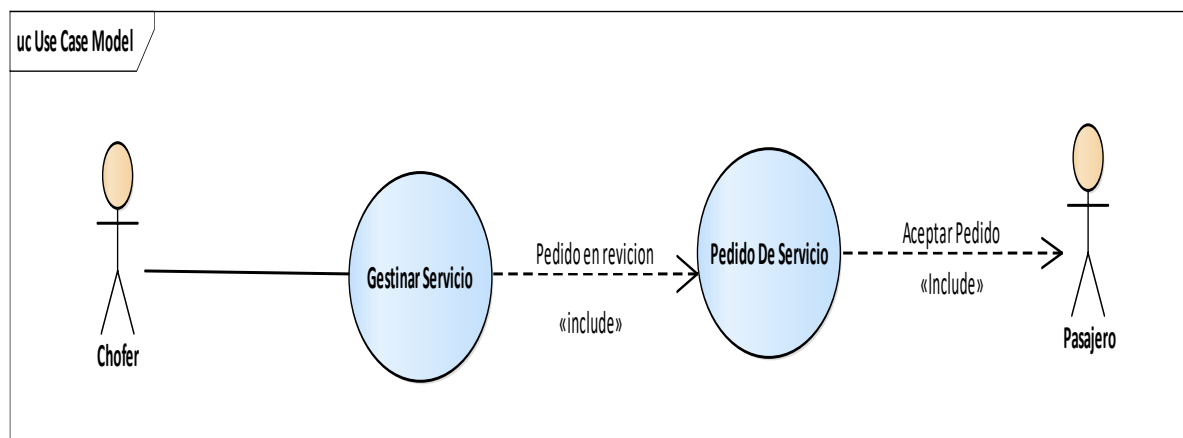 uc Use Case Model
Chofer
Gestinar Servicio
Pedido en revicion
«include»
Pedido De Servicio
Aceptar Pedido
«Include»
Pasajero